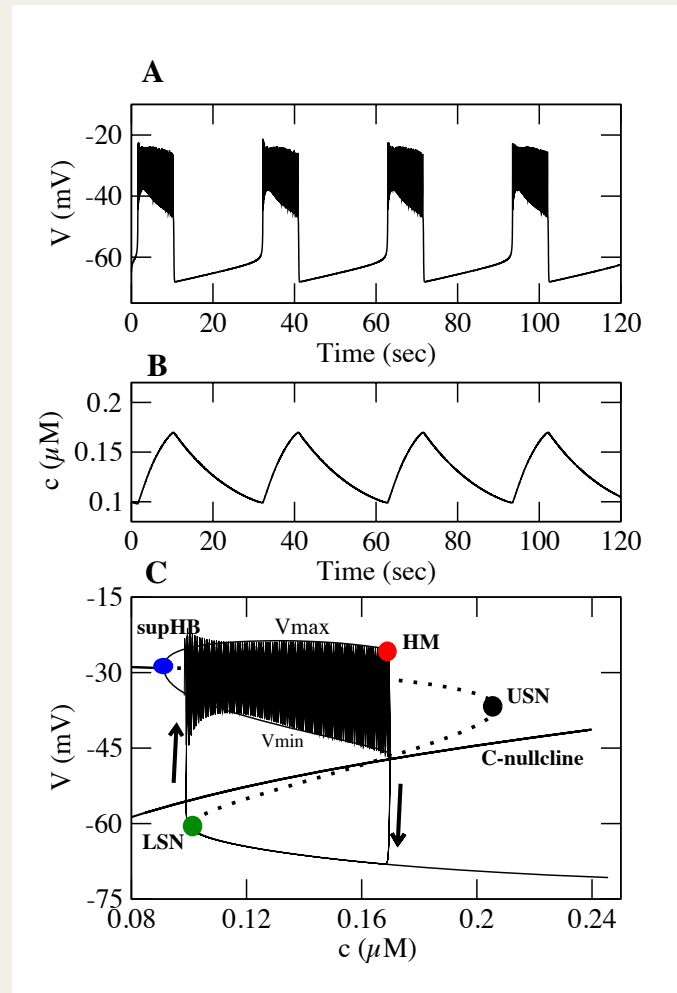 A
-20
-40
-60
V (mV)
0 20 40 60 80 100 120
Time (sec)
B
0.2
0.15
0.1
c (μM)
0 20 40 60 80 100 120
Time (sec)
C
-15
-30
-45
-60
-75
V (mV)
supHB
Vmax
HM
USN
Vmin
C-nullcline
LSN
0.08 0.12 0.16 0.2 0.24
c (μM)